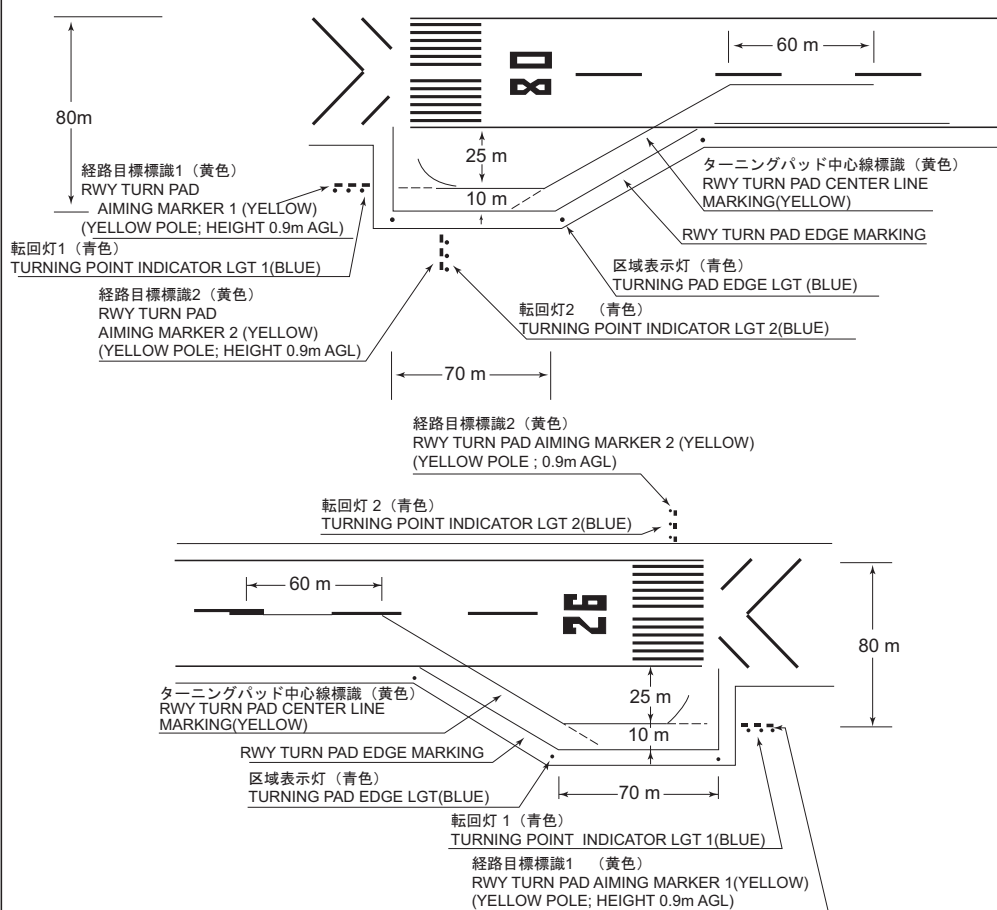 60 m
80m
08
25 m
10 m
経路目標標識1（黄色）
RWY TURN PAD
AIMING MARKER 1 (YELLOW)
(YELLOW POLE; HEIGHT 0.9m AGL)
転回灯1（青色）
TURNING POINT INDICATOR LGT 1(BLUE)
経路目標標識2（黄色）
RWY TURN PAD
AIMING MARKER 2 (YELLOW)
(YELLOW POLE; HEIGHT 0.9m AGL)
ターニングパッド中心線標識（黄色）
RWY TURN PAD CENTER LINE
MARKING(YELLOW)
RWY TURN PAD EDGE MARKING
区域表示灯（青色）
TURNING PAD EDGE LGT (BLUE)
転回灯2 （青色）
TURNING POINT INDICATOR LGT 2(BLUE)
70 m
経路目標標識2（黄色）
RWY TURN PAD AIMING MARKER 2 (YELLOW)
(YELLOW POLE ; 0.9m AGL)
転回灯 2（青色）
TURNING POINT INDICATOR LGT 2(BLUE)
60 m
26
80 m
25 m
10 m
ターニングパッド中心線標識（黄色）
RWY TURN PAD CENTER LINE
MARKING(YELLOW)
RWY TURN PAD EDGE MARKING
区域表示灯（青色）
TURNING PAD EDGE LGT(BLUE)
70 m
転回灯 1（青色）
TURNING POINT INDICATOR LGT 1(BLUE)
経路目標標識1 （黄色）
RWY TURN PAD AIMING MARKER 1(YELLOW)
(YELLOW POLE; HEIGHT 0.9m AGL)